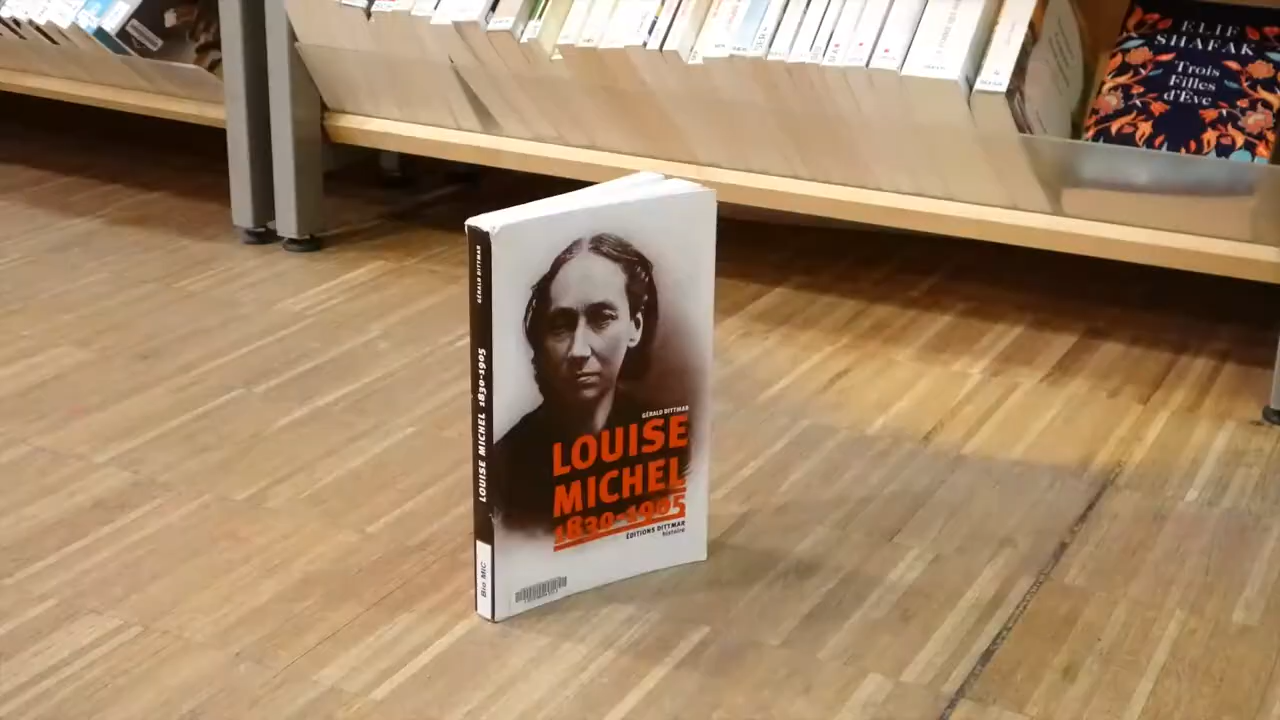 ELIF
SHAFAK
Trois
Filles
d'Ève
GÉRALD DITTMAR
LOUISE MICHEL 1830-1905
Bio MIC
GÉRALD DITTMAR
LOUISE
MICHEL
1830-1905
ÉDITIONS DITTMAR
histoire